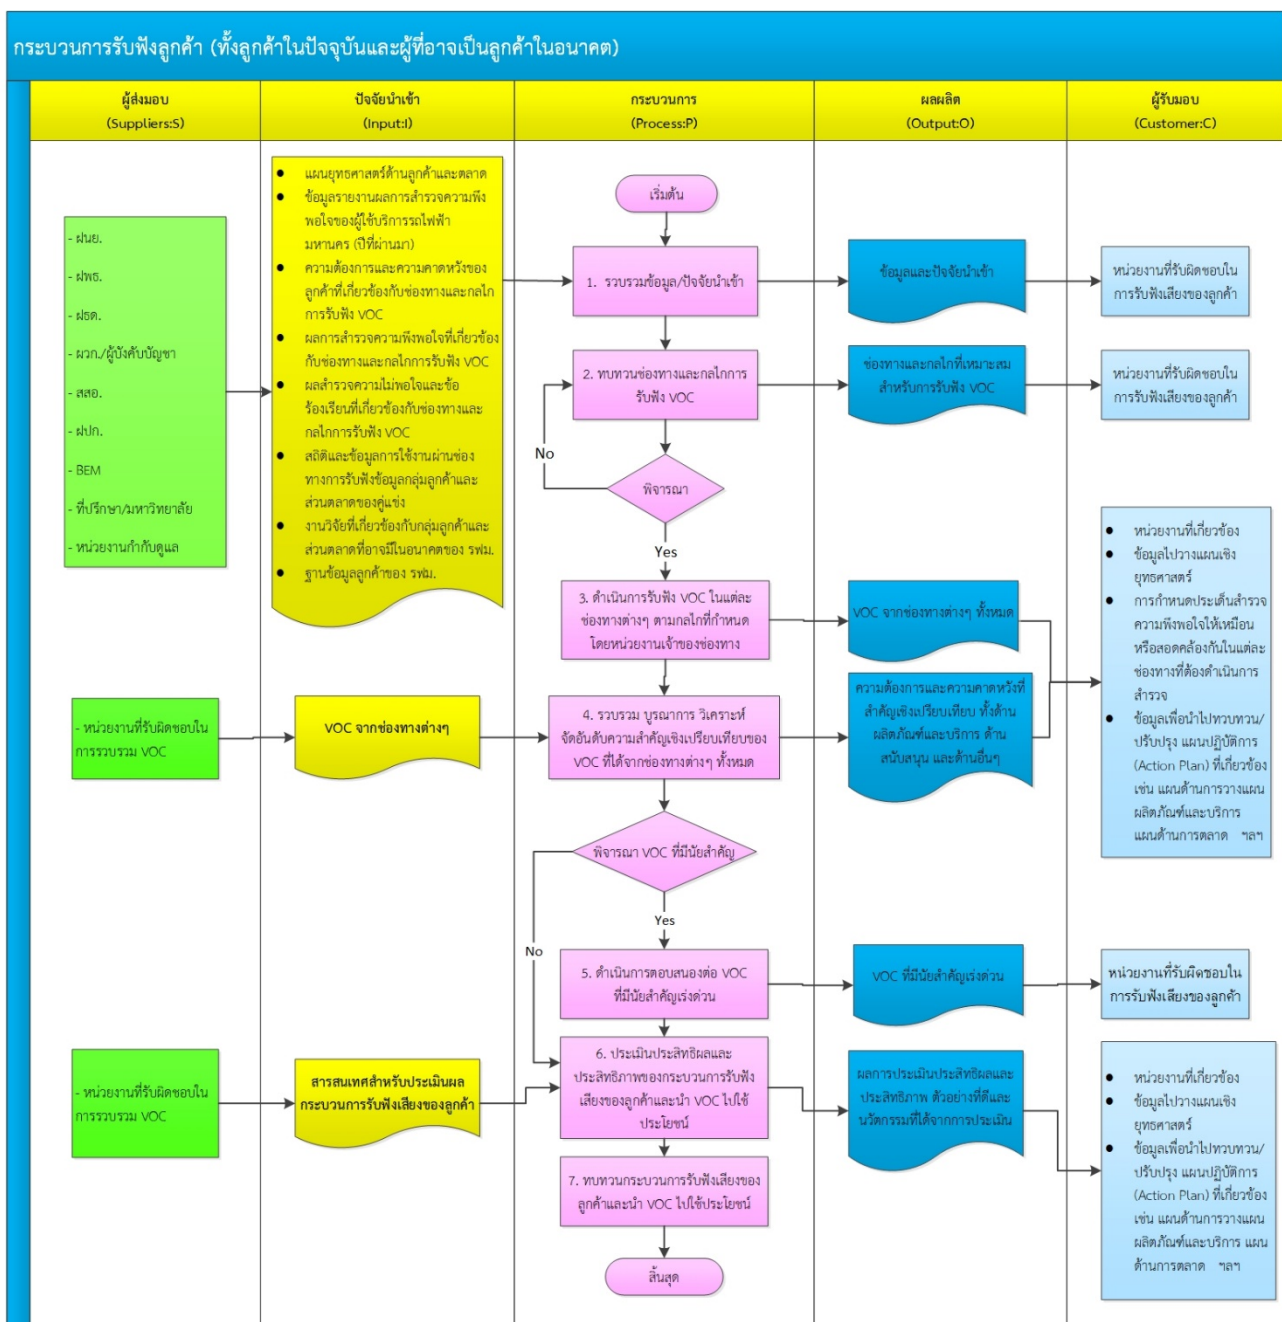 กระบวนการรับฟังลูกค้า (ทั้งลูกค้าในปัจจุบันและผู้ที่อาจเป็นลูกค้าในอนาคต)
ผู้ส่งมอบ
(Suppliers:S)
ปัจจัยนำเข้า
(Input:I)
กระบวนการ
(Process:P)
ผลผลิต
(Output:O)
ผู้รับมอบ
(Customer:C)
- ฝนย.
- ฝพธ.
- ฝธด.
- ผวก./ผู้บังคับบัญชา
- สสอ.
- ฝปก.
- BEM
- ที่ปรึกษา/มหาวิทยาลัย
- หน่วยงานกำกับดูแล
● แผนยุทธศาสตร์ด้านลูกค้าและตลาด
● ข้อมูลรายงานผลการสำรวจความพึง
พอใจของผู้ใช้บริการรถไฟฟ้า
มหานคร (ปีที่ผ่านมา)
● ความต้องการและความคาดหวังของ
ลูกค้าที่เกี่ยวข้องกับช่องทางและกลไก
การรับฟัง VOC
● ผลการสำรวจความพึงพอใจที่เกี่ยวข้อง
กับช่องทางและกลไกการรับฟัง VOC
● ผลสำรวจความไม่พอใจและข้อ
ร้องเรียนที่เกี่ยวข้องกับช่องทางและ
กลไกการรับฟัง VOC
● สถิติและข้อมูลการใช้งานผ่านช่อง
ทางการรับฟังข้อมูลกลุ่มลูกค้าและ
ส่วนตลาดของคู่แข่ง
● งานวิจัยที่เกี่ยวข้องกับกลุ่มลูกค้าและ
ส่วนตลาดที่อาจมีในอนาคตของ รฟม.
● ฐานข้อมูลลูกค้าของ รฟม.
เริ่มต้น
1. รวบรวมข้อมูล/ปัจจัยนำเข้า
ข้อมูลและปัจจัยนำเข้า
หน่วยงานที่รับผิดชอบใน
การรับฟังเสียงของลูกค้า
2. ทบทวนช่องทางและกลไกการ
รับฟัง VOC
ช่องทางและกลไกที่เหมาะสม
สำหรับการรับฟัง VOC
หน่วยงานที่รับผิดชอบใน
การรับฟังเสียงของลูกค้า
No
พิจารณา
Yes
3. ดำเนินการรับฟัง VOC ในแต่ละ
ช่องทางต่างๆ ตามกลไกที่กำหนด
โดยหน่วยงานเจ้าของช่องทาง
VOC จากช่องทางต่างๆ ทั้งหมด
● หน่วยงานที่เกี่ยวข้อง
● ข้อมูลไปวางแผนเชิง
ยุทธศาสตร์
● การกำหนดประเด็นสำรวจ
ความพึงพอใจให้เหมือน
หรือสอดคล้องกันในแต่ละ
ช่องทางที่ต้องดำเนินการ
สำรวจ
● ข้อมูลเพื่อนำไปทวบทวน/
ปรับปรุง แผนปฏิบัติการ
(Action Plan) ที่เกี่ยวข้อง
เช่น แผนด้านการวางแผน
ผลิตภัณฑ์และบริการ
แผนด้านการตลาด ฯลฯ
- หน่วยงานที่รับผิดชอบใน
การรวบรวม VOC
VOC จากช่องทางต่างๆ
4. รวบรวม บูรณาการ วิเคราะห์
จัดอันดับความสำคัญเชิงเปรียบเทียบของ
VOC ที่ได้จากช่องทางต่างๆ ทั้งหมด
ความต้องการและความคาดหวังที่
สำคัญเชิงเปรียบเทียบ ทั้งด้าน
ผลิตภัณฑ์และบริการ ด้าน
สนับสนุน และด้านอื่นๆ
พิจารณา VOC ที่มีนัยสำคัญ
Yes
No
5. ดำเนินการตอบสนองต่อ VOC
ที่มีนัยสำคัญเร่งด่วน
VOC ที่มีนัยสำคัญเร่งด่วน
หน่วยงานที่รับผิดชอบใน
การรับฟังเสียงของลูกค้า
- หน่วยงานที่รับผิดชอบใน
การรวบรวม VOC
สารสนเทศสำหรับประเมินผล
กระบวนการรับฟังเสียงของลูกค้า
6. ประเมินประสิทธิผลและ
ประสิทธิภาพของกระบวนการรับฟัง
เสียงของลูกค้าและนำ VOC ไปใช้
ประโยชน์
ผลการประเมินประสิทธิผลและ
ประสิทธิภาพ ตัวอย่างที่ดีและ
นวัตกรรมที่ได้จากการประเมิน
● หน่วยงานที่เกี่ยวข้อง
● ข้อมูลไปวางแผนเชิง
ยุทธศาสตร์
● ข้อมูลเพื่อนำไปทวบทวน/
ปรับปรุง แผนปฏิบัติการ
(Action Plan) ที่เกี่ยวข้อง
เช่น แผนด้านการวางแผน
ผลิตภัณฑ์และบริการ แผน
ด้านการตลาด ฯลฯ
7. ทบทวนกระบวนการรับฟังเสียงของ
ลูกค้าและนำ VOC ไปใช้ประโยชน์
สิ้นสุด